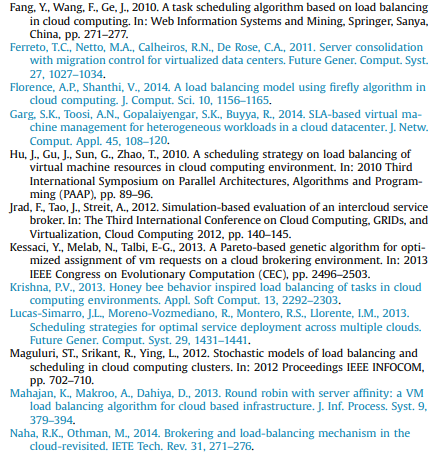 Fang, Y., Wang, F., Ge, J., 2010. A task scheduling algorithm based on load balancing
in cloud computing. In: Web Information Systems and Mining, Springer, Sanya,
China, pp. 271–277.
Ferreto, T.C., Netto, M.A., Calheiros, R.N., De Rose, C.A., 2011. Server consolidation
with migration control for virtualized data centers. Future Gener. Comput. Syst.
27, 1027–1034.
Florence, A.P., Shanthi, V., 2014. A load balancing model using firefly algorithm in
cloud computing. J. Comput. Sci. 10, 1156–1165.
Garg, S.K., Toosi, A.N., Gopalaiyengar, S.K., Buyya, R., 2014. SLA-based virtual ma-
chine management for heterogeneous workloads in a cloud datacenter. J. Netw.
Comput. Appl. 45, 108–120.
Hu, J., Gu, J., Sun, G., Zhao, T., 2010. A scheduling strategy on load balancing of
virtual machine resources in cloud computing environment. In: 2010 Third
International Symposium on Parallel Architectures, Algorithms and Program-
ming (PAAP), pp. 89–96.
Jrad, F., Tao, J., Streit, A., 2012. Simulation-based evaluation of an intercloud service
broker. In: The Third International Conference on Cloud Computing, GRIDs, and
Virtualization, Cloud Computing 2012, pp. 140–145.
Kessaci, Y., Melab, N., Talbi, E-G., 2013. A Pareto-based genetic algorithm for opti-
mized assignment of vm requests on a cloud brokering environment. In: 2013
IEEE Congress on Evolutionary Computation (CEC), pp. 2496–2503.
Krishna, P.V., 2013. Honey bee behavior inspired load balancing of tasks in cloud
computing environments. Appl. Soft Comput. 13, 2292–2303.
Lucas-Simarro, J.L., Moreno-Vozmediano, R., Montero, R.S., Llorente, I.M., 2013.
Scheduling strategies for optimal service deployment across multiple clouds.
Future Gener. Comput. Syst. 29, 1431–1441.
Maguluri, ST., Srikant, R., Ying, L., 2012. Stochastic models of load balancing and
scheduling in cloud computing clusters. In: 2012 Proceedings IEEE INFOCOM,
pp. 702–710.
Mahajan, K., Makroo, A., Dahiya, D., 2013. Round robin with server affinity: a VM
load balancing algorithm for cloud based infrastructure. J. Inf. Process. Syst. 9,
379–394.
Naha, R.K., Othman, M., 2014. Brokering and load-balancing mechanism in the
cloud-revisited. IETE Tech. Rev. 31, 271–276.